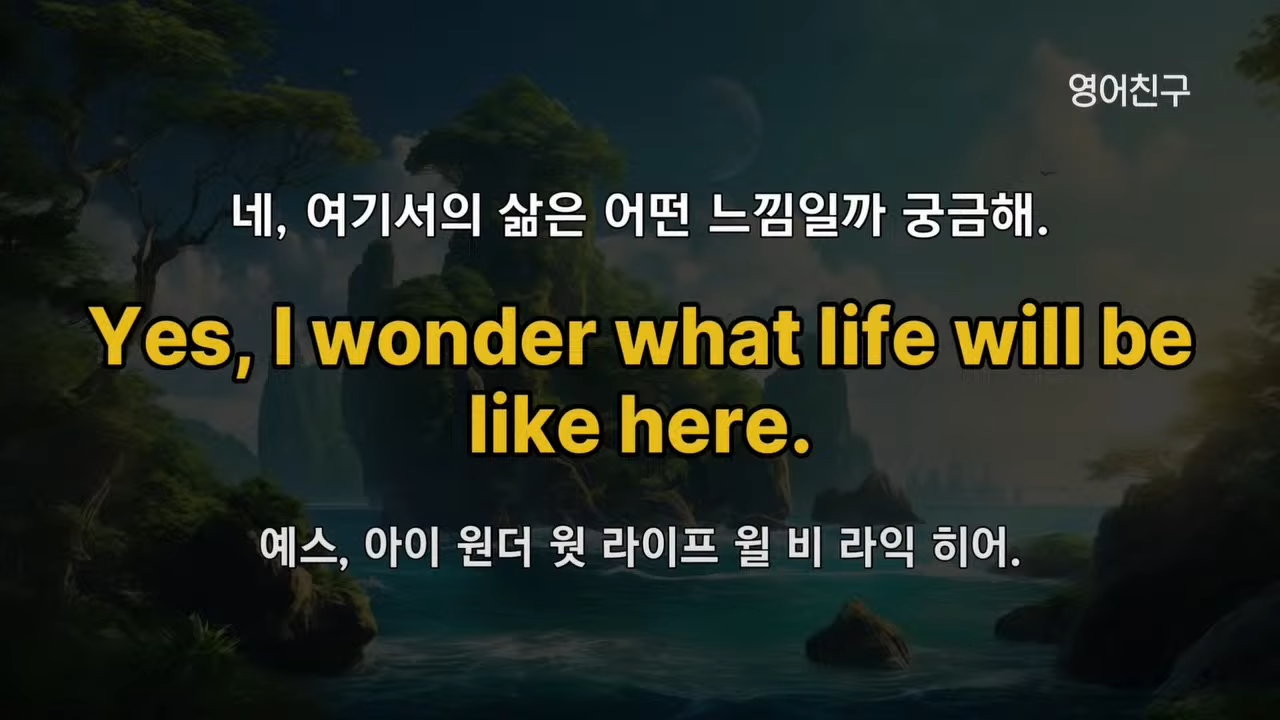 영어친구
네, 여기서의 삶은 어떤 느낌일까 궁금해.
Yes, I wonder what life will be
like here.
예스, 아이 원더 웟 라이프 윌 비 라익 히어.